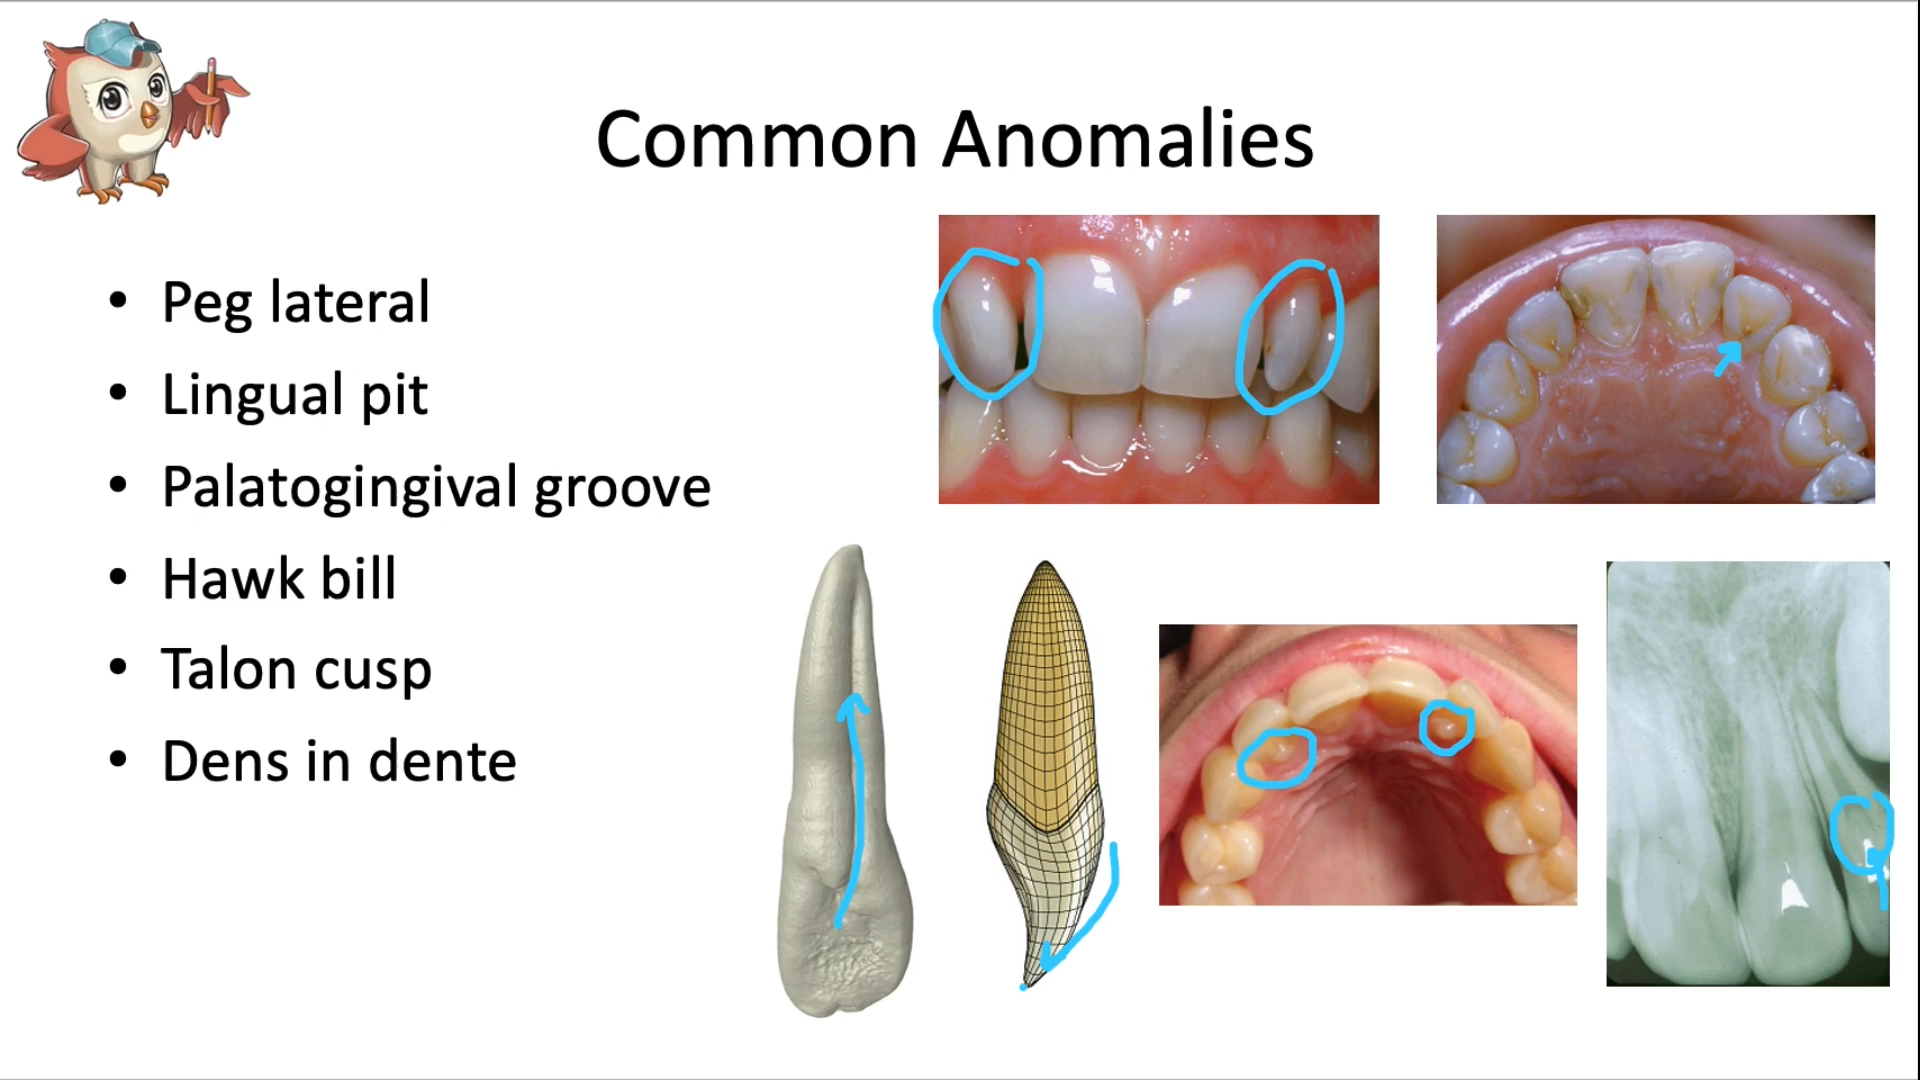 Common Anomalies
• Peg lateral
• Lingual pit
• Palatogingival groove
• Hawk bill
• Talon cusp
• Dens in dente